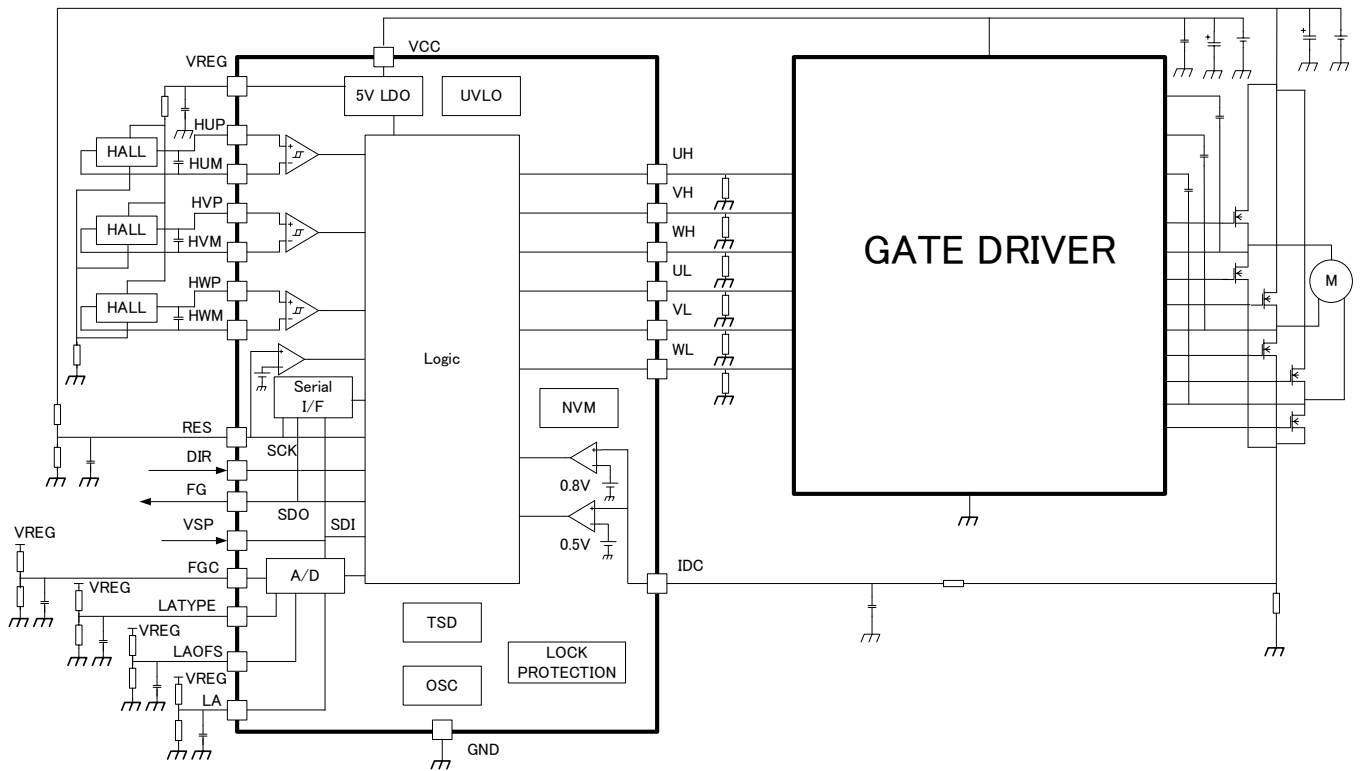 VCC
VREG
5V LDO
UVLO
HUP
HALL
HUM
UH
VH
HVP
HALL
HVM
WH
GATE DRIVER
UL
HWP
HALL
HWM
VL
M
WL
Logic
Serial
I/F
NVM
RES
SCK
DIR
0.8V
FG
SDO
VSP
SDI
0.5V
VREG
FGC
A/D
IDC
VREG
LATYPE
TSD
VREG
LAOFS
LOCK
PROTECTION
VREG
LA
OSC
GND